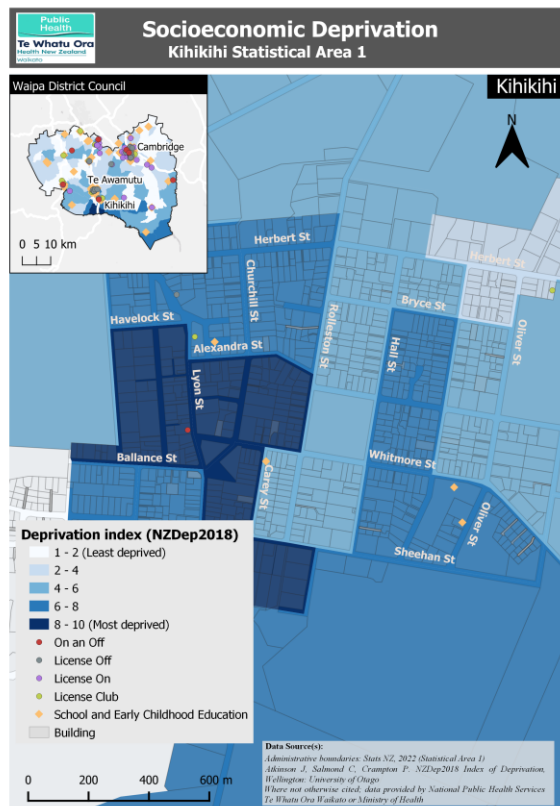 Public
Health
Te Whatu Ora
Health New Zealand
Waikato
Socioeconomic Deprivation
Kihikihi Statistical Area 1
Waipa District Council
Kihikihi
N
Cambridge
Te Awamutu
Kihikihi
0 5 10 km
Herbert St
Herbert St
Churchill St
Rolleston St
Bryce St
Oliver St
Havelock St
Alexandra St
Hall St
Lyon St
Ballance St
Carey St
Whitmore St
Oliver St
Sheehan St
Deprivation index (NZDep2018)
1 - 2 (Least deprived)
2 - 4
4 - 6
6 - 8
8 - 10 (Most deprived)
On an Off
License Off
License On
License Club
School and Early Childhood Education
Building
0 200 400 600 m
Data Source(s):
Administrative boundaries: Stats NZ, 2022 (Statistical Area 1)
Atkinson J, Salmond C, Crampton P. NZDep2018 Index of Deprivation,
Wellington: University of Otago
Where not otherwise cited; data provided by National Public Health Services
Te Whatu Ora Waikato or Ministry of Health